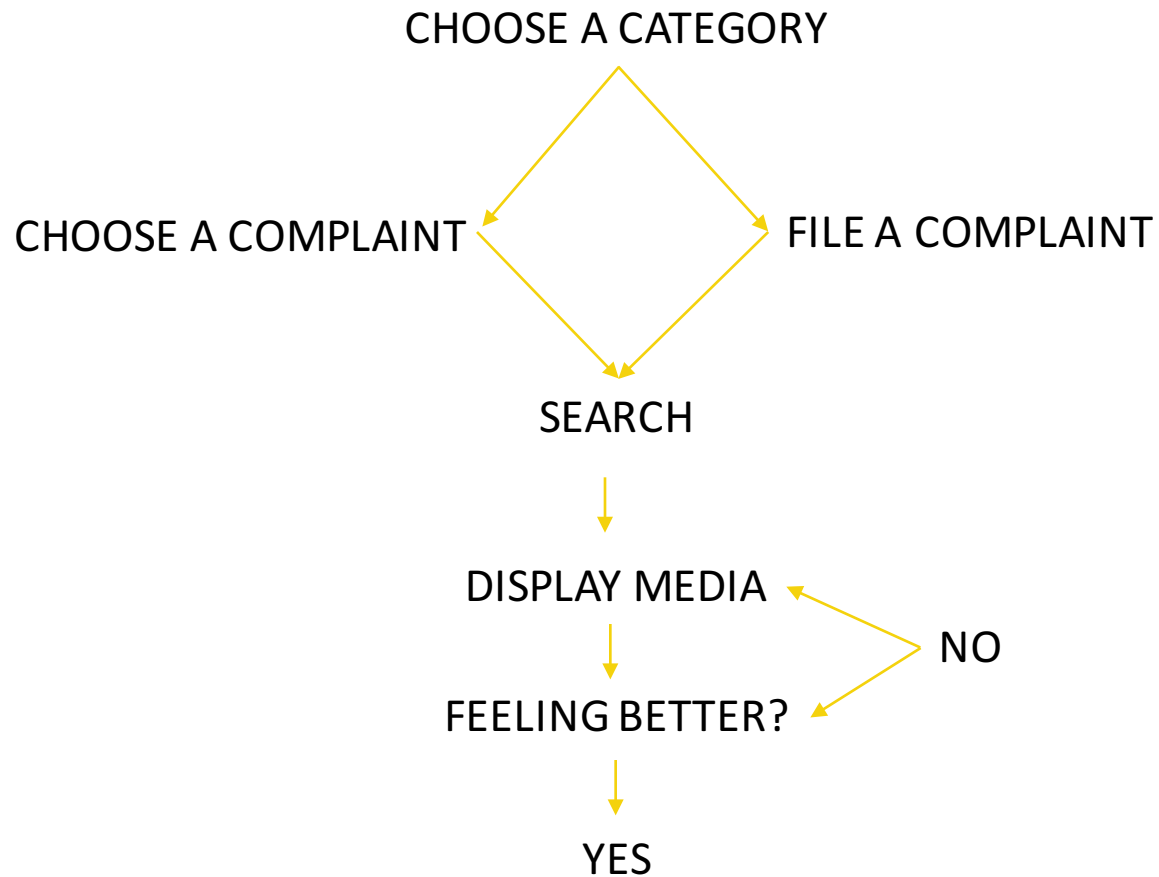 CHOOSE A CATEGORY
CHOOSE A COMPLAINT
FILE A COMPLAINT
SEARCH
DISPLAY MEDIA
NO
FEELING BETTER?
YES